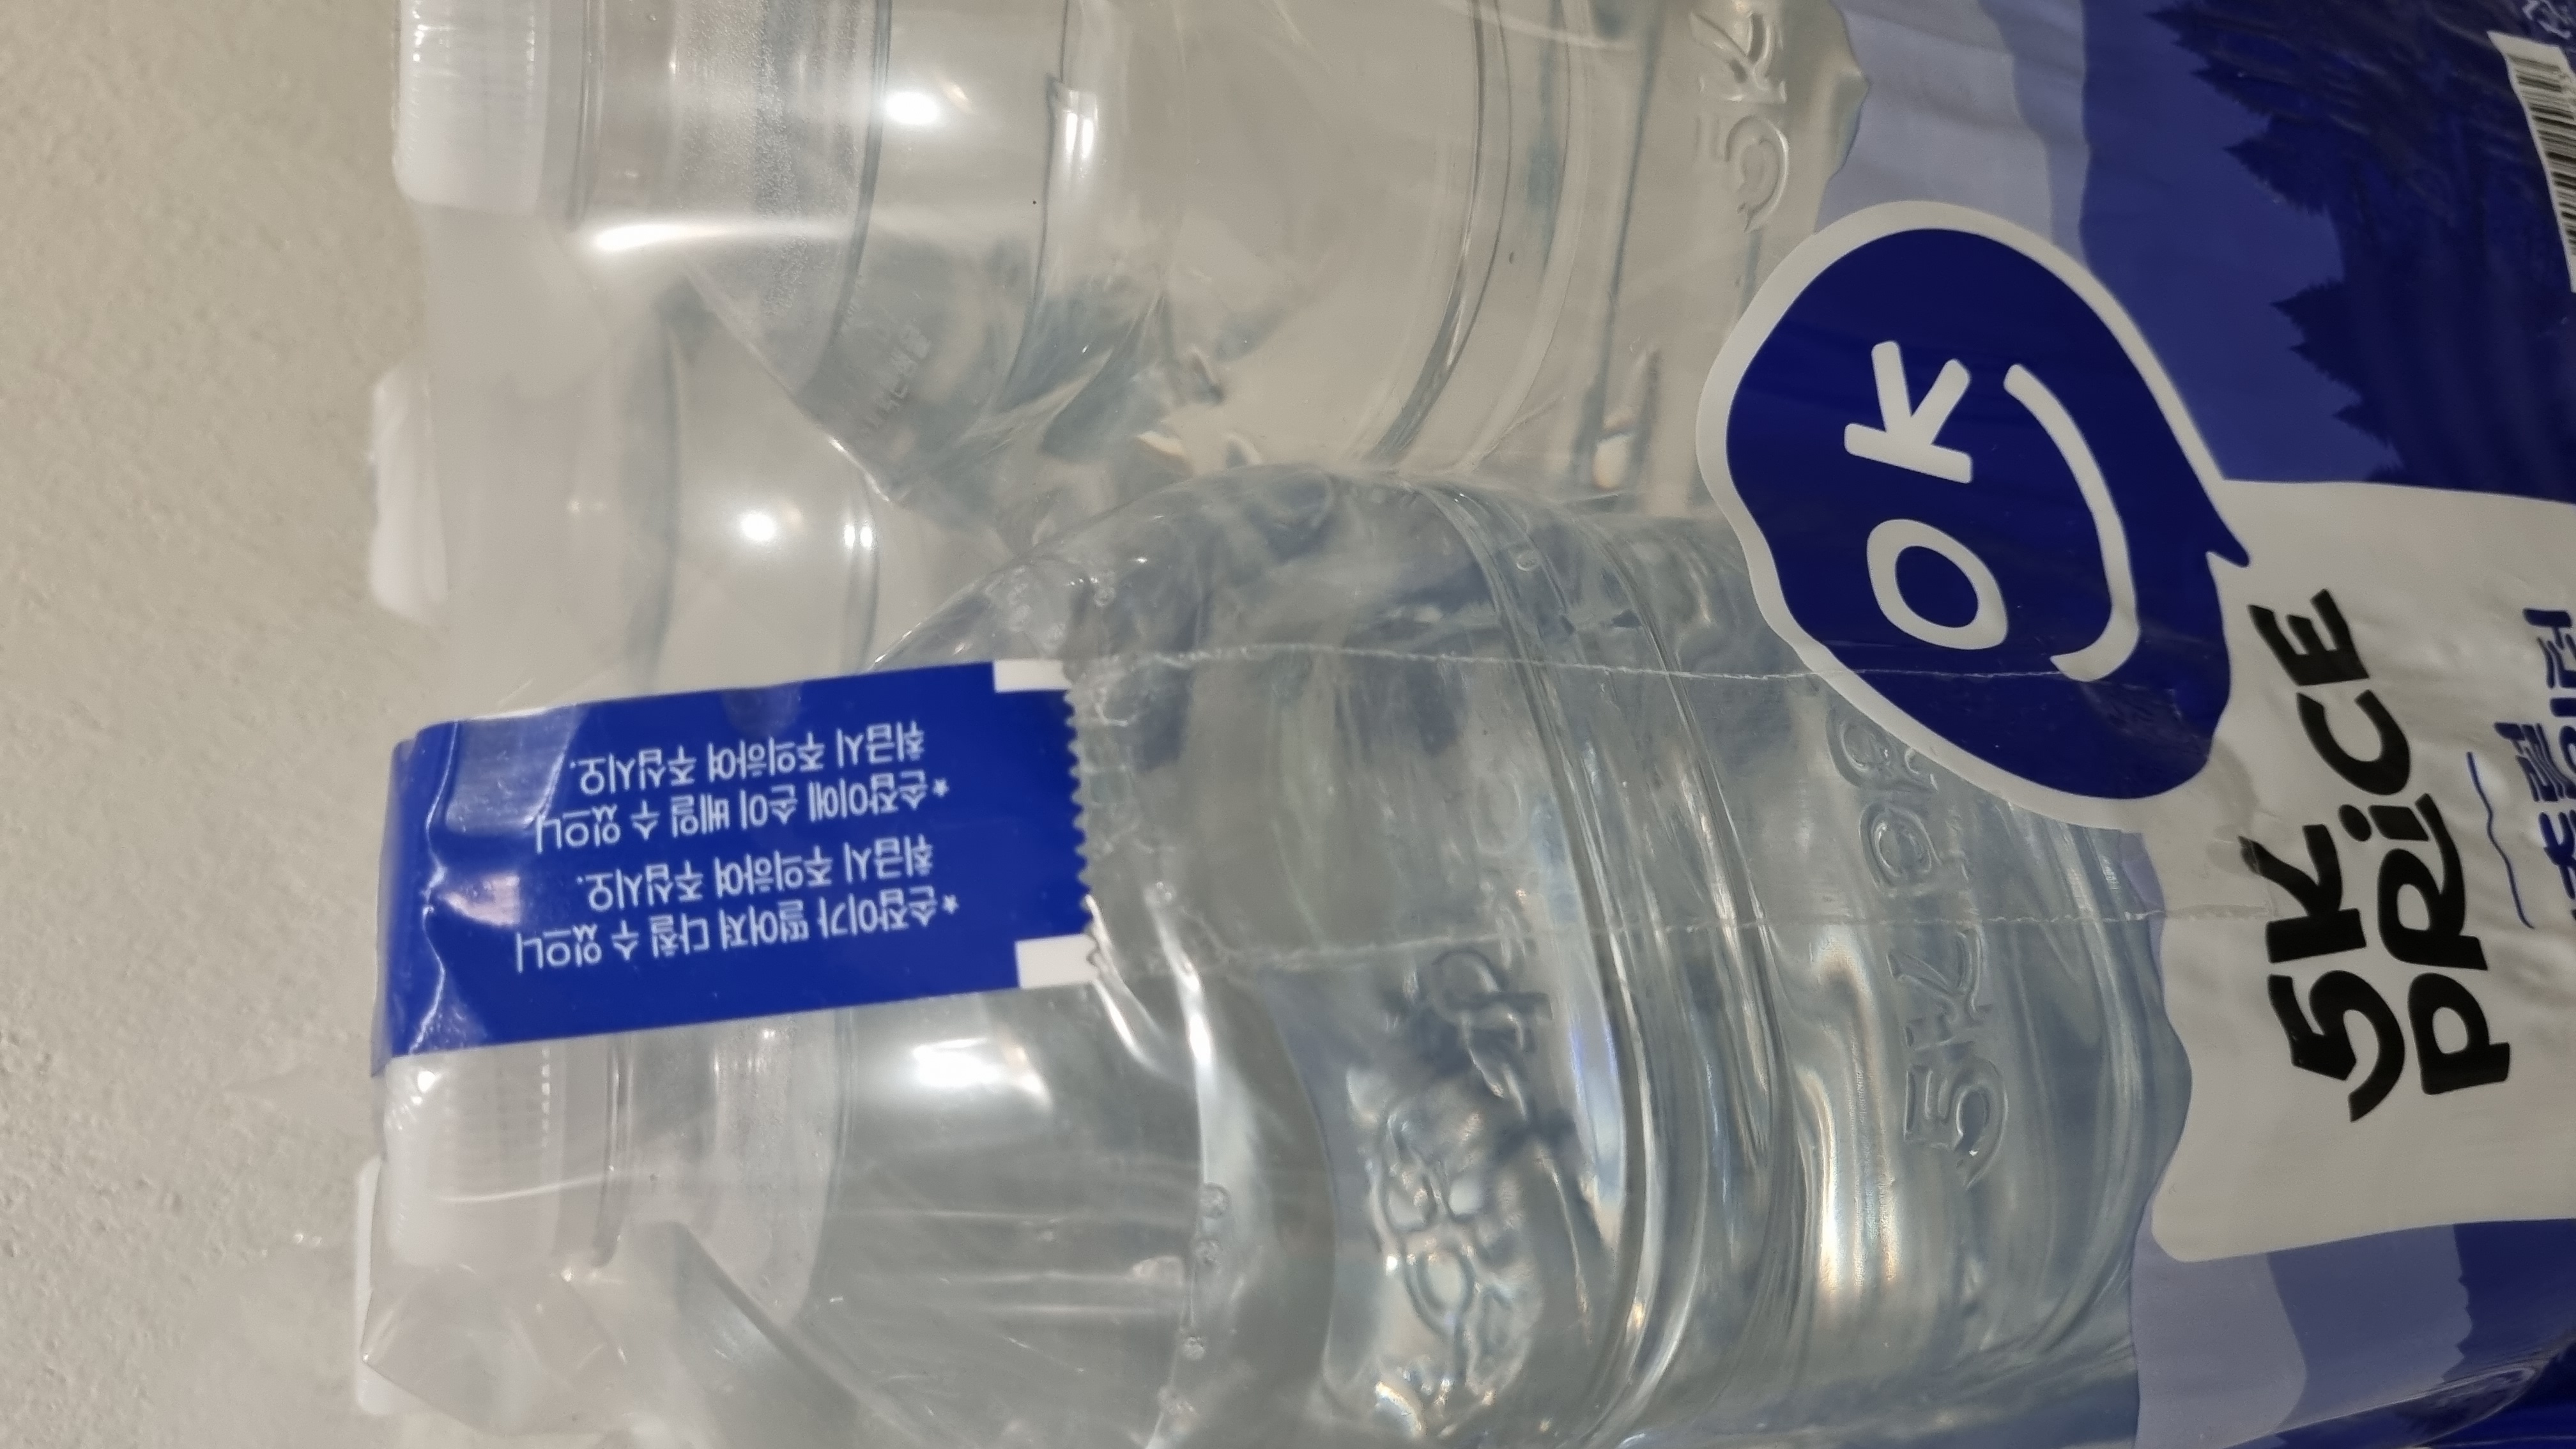 *손잡이가 떨어져 다칠 수 있으니
취급시 주의하여 주십시오.
*손잡이에 손이 베일 수 있으니
취급시 주의하여 주십시오.
OK
5K
PRiCE
5K
5KPR